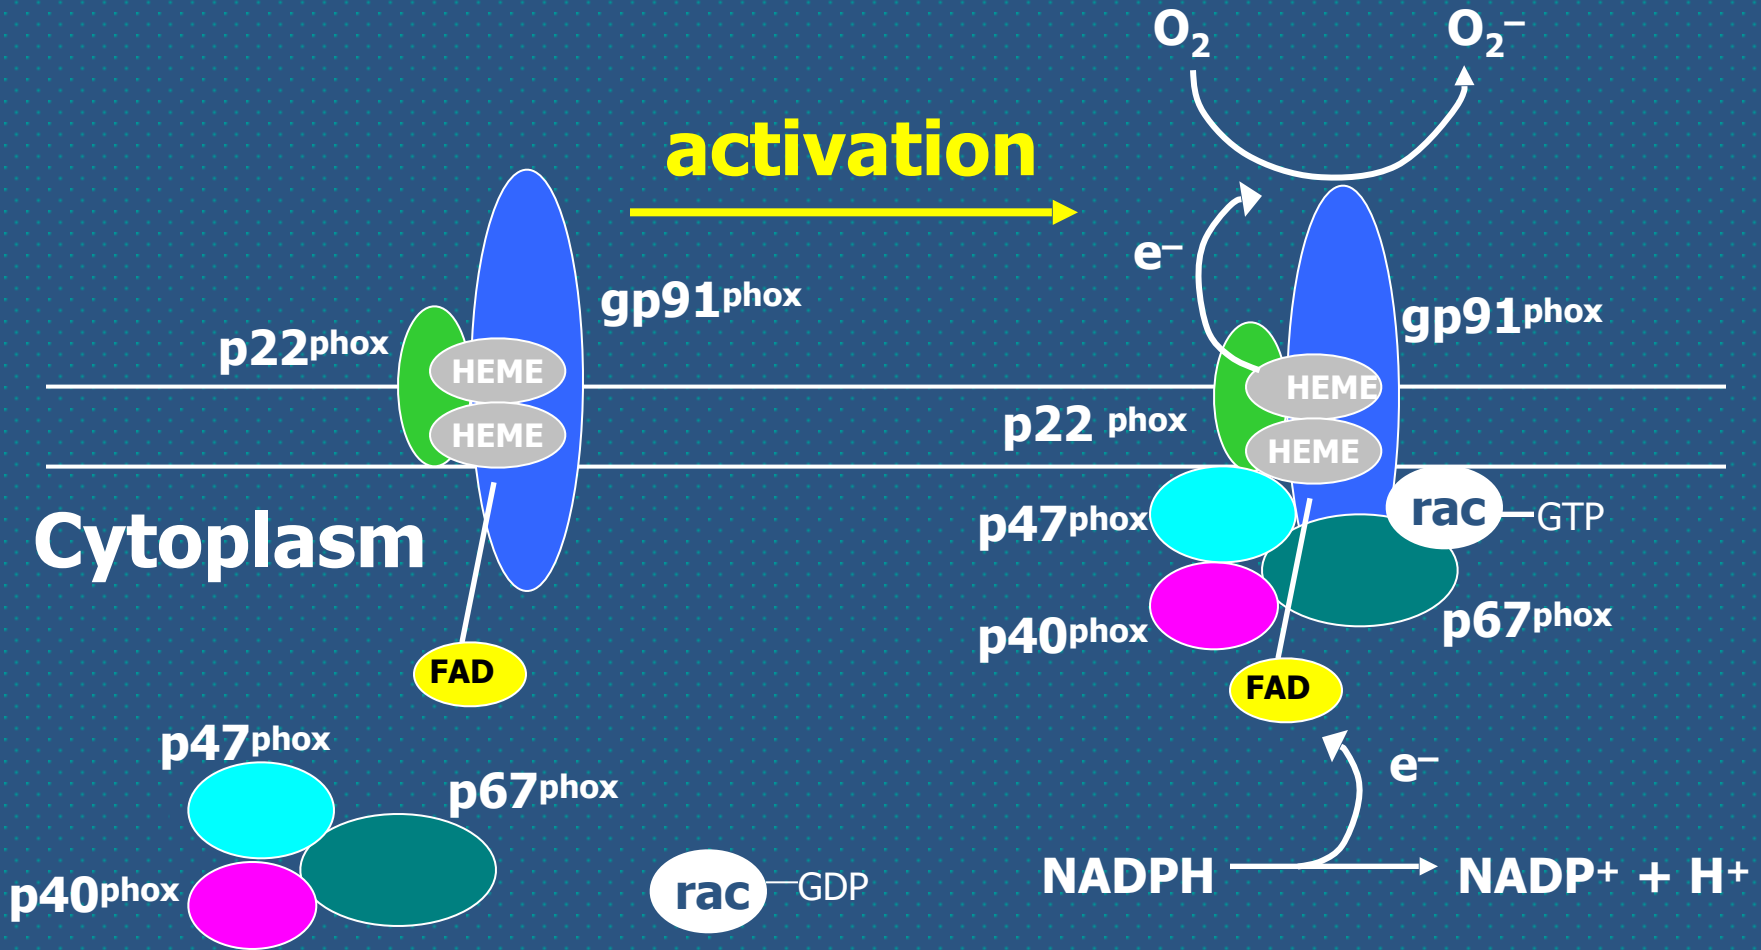 O₂ O₂⁻
activation
e⁻
gp91phox
gp91phox
p22phox
HEME
HEME
p22 phox
HEME
HEME
Cytoplasm
p47phox
rac GTP
p40phox
p67phox
FAD
FAD
p47phox
e⁻
p67phox
NADPH NADP⁺ + H⁺
p40phox
rac GDP